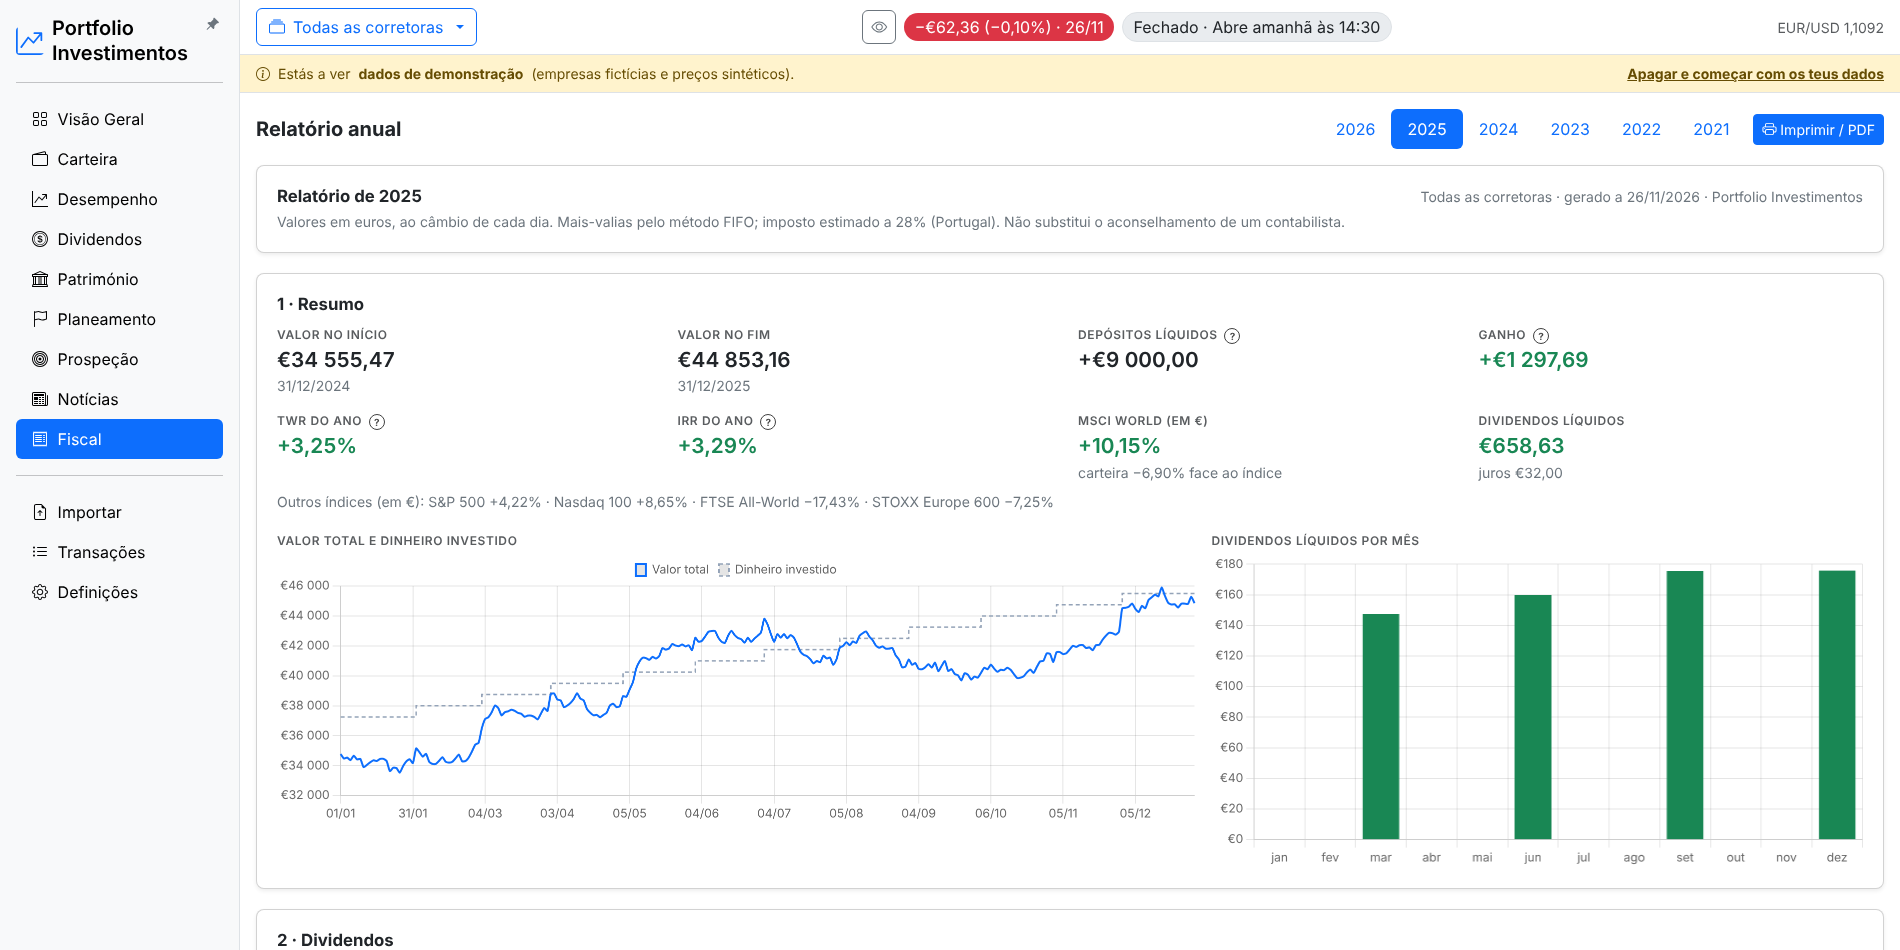 Portfolio
Investimentos
Visão Geral
Carteira
Desempenho
Dividendos
Património
Planeamento
Prospeção
Notícias
Fiscal
Importar
Transações
Definições
Todas as corretoras
−€62,36 (−0,10%) · 26/11
Fechado · Abre amanhã às 14:30
EUR/USD 1,1092
Estás a ver dados de demonstração (empresas fictícias e preços sintéticos).
Apagar e começar com os teus dados
Relatório anual
2026 2025 2024 2023 2022 2021
Imprimir / PDF
Relatório de 2025
Todas as corretoras · gerado a 26/11/2026 · Portfolio Investimentos
Valores em euros, ao câmbio de cada dia. Mais-valias pelo método FIFO; imposto estimado a 28% (Portugal). Não substitui o aconselhamento de um contabilista.
1 · Resumo
VALOR NO INÍCIO
€34 555,47
31/12/2024
VALOR NO FIM
€44 853,16
31/12/2025
DEPÓSITOS LÍQUIDOS ?
+€9 000,00
GANHO ?
+€1 297,69
TWR DO ANO ?
+3,25%
IRR DO ANO ?
+3,29%
MSCI WORLD (EM €)
+10,15%
carteira −6,90% face ao índice
DIVIDENDOS LÍQUIDOS
€658,63
juros €32,00
Outros índices (em €): S&P 500 +4,22% · Nasdaq 100 +8,65% · FTSE All-World −17,43% · STOXX Europe 600 −7,25%
VALOR TOTAL E DINHEIRO INVESTIDO
Valor total Dinheiro investido
€46 000
€44 000
€42 000
€40 000
€38 000
€36 000
€34 000
€32 000
01/01 31/01 04/03 03/04 05/05 04/06 04/07 05/08 04/09 06/10 05/11 05/12
DIVIDENDOS LÍQUIDOS POR MÊS
€180
€160
€140
€120
€100
€80
€60
€40
€20
€0
jan fev mar abr mai jun jul ago set out nov dez
2 · Dividendos